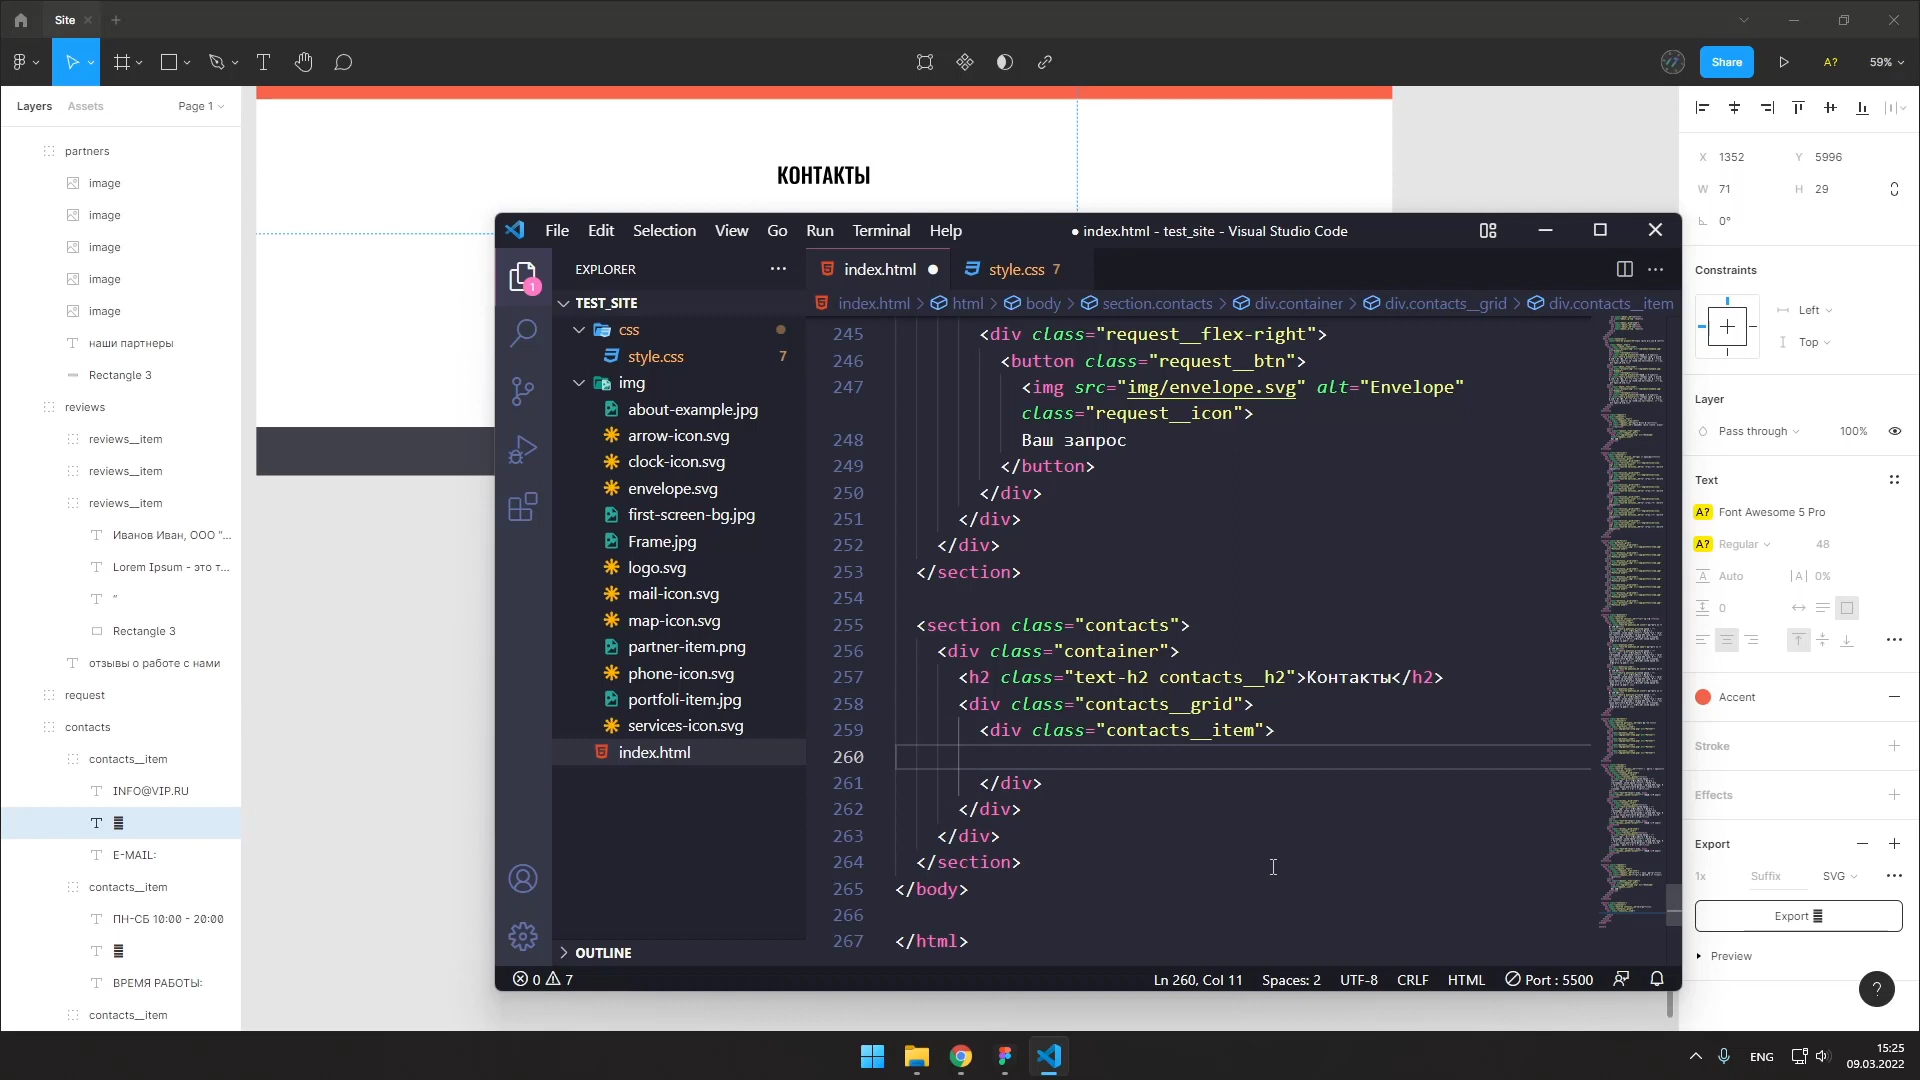 Site
Share
A?
59%
Layers
Assets
Page 1
partners
image
image
image
image
image
наши партнеры
Rectangle 3
reviews
reviews__item
reviews__item
reviews__item
Иванов Иван, ООО "...
Lorem Ipsum - это т...
"
Rectangle 3
отзывы о работе с нами
request
contacts
contacts__item
INFO@VIP.RU
E-MAIL:
contacts__item
ПН-СБ 10:00 - 20:00
ВРЕМЯ РАБОТЫ:
contacts__item
КОНТАКТЫ
File Edit Selection View Go Run Terminal Help
● index.html - test_site - Visual Studio Code
1
EXPLORER
TEST_SITE
css
style.css 7
img
about-example.jpg
arrow-icon.svg
clock-icon.svg
envelope.svg
first-screen-bg.jpg
Frame.jpg
logo.svg
mail-icon.svg
map-icon.svg
partner-item.png
phone-icon.svg
portfoli-item.jpg
services-icon.svg
index.html
OUTLINE
index.html
style.css 7
index.html > html > body > section.contacts > div.container > div.contacts__grid > div.contacts__item
245 <div class="request__flex-right">
246 <button class="request__btn">
247 <img src="img/envelope.svg" alt="Envelope"
class="request__icon">
248 Ваш запрос
249 </button>
250 </div>
251 </div>
252 </div>
253 </section>
254
255 <section class="contacts">
256 <div class="container">
257 <h2 class="text-h2 contacts__h2">Контакты</h2>
258 <div class="contacts__grid">
259 <div class="contacts__item">
260
261 </div>
262 </div>
263 </div>
264 </section>
265 </body>
266
267 </html>
0 7
Ln 260, Col 11
Spaces: 2
UTF-8
CRLF
HTML
Port : 5500
X 1352
Y 5996
W 71
H 29
0°
Constraints
Left
Top
Layer
Pass through
100%
Text
A? Font Awesome 5 Pro
A? Regular
48
A Auto
|A| 0%
0
Accent
Stroke
Effects
Export
1x
Suffix
SVG
Export
Preview
?
ENG
15:25
09.03.2022